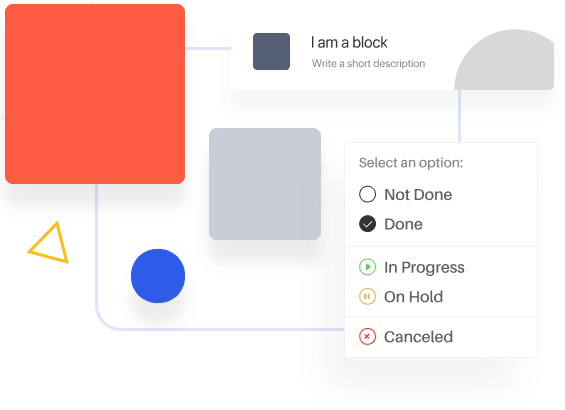 I am a block
Write a short description
Select an option:
Not Done
Done
In Progress
On Hold
Canceled